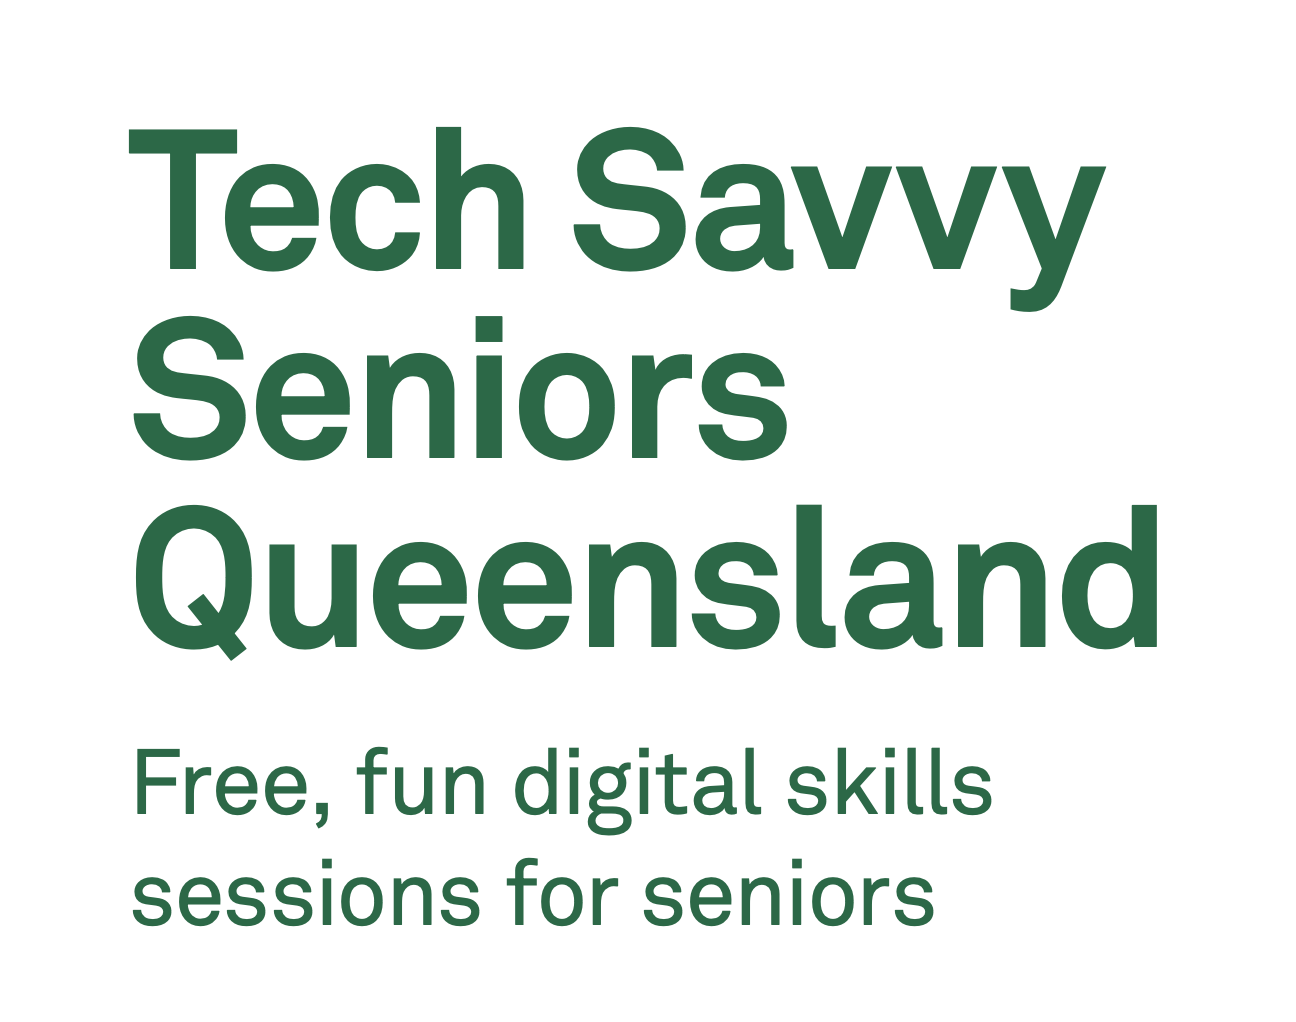 Tech Savvy
Seniors
Queensland
Free, fun digital skills
sessions for seniors